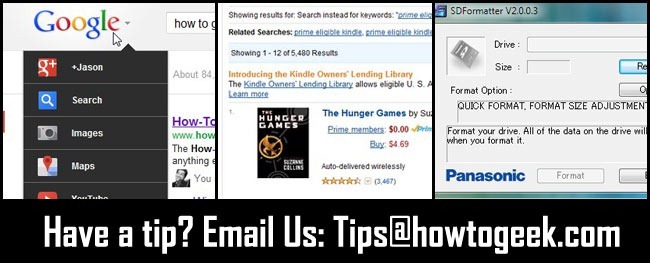 Google
how to g
+Jason
Search
Images
Maps
YouTube
About 84,
How-To
www.how-
The How-
anything e
You
Showing results for: Search instead for keywords: "prime eligible
Related Searches: prime eligible kindle, prime eligible kindle
Showing 1 - 12 of 5,480 Results
Introducing the Kindle Owners' Lending Library
The Kindle Owners' Lending Library allows eligible U. S. A
Learn more
1.
THE
HUNGER
GAMES
SUZANNE
COLLINS
The Hunger Games by Suz
Prime members: $0.00 Prime
Buy: $4.69
Auto-delivered wirelessly
(3,467)
SDFormatter V2.0.0.3
Drive :
Size :
Re
Format Option :
Op
QUICK FORMAT, FORMAT SIZE ADJUSTMENT
Format your drive. All of the data on the drive will
when you format it.
Panasonic
Format
E
Have a tip? Email Us: Tips@howtogeek.com